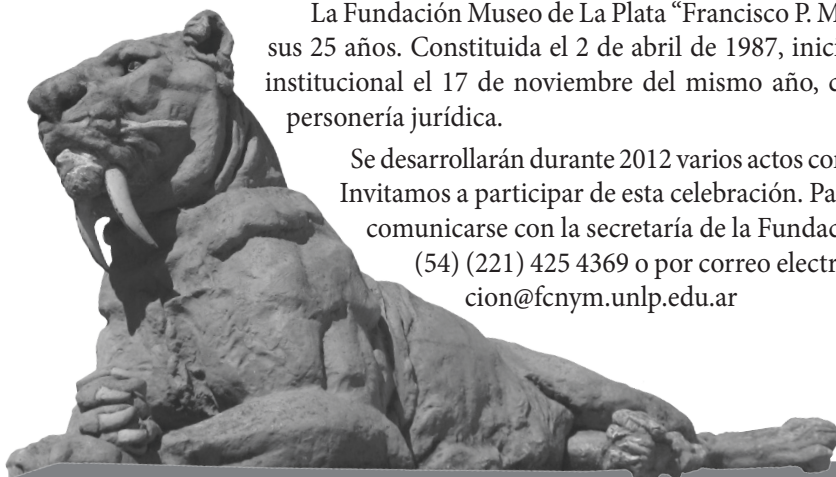 La Fundación Museo de La Plata “Francisco P. M
sus 25 años. Constituida el 2 de abril de 1987, inici
institucional el 17 de noviembre del mismo año, c
personería jurídica.
Se desarrollarán durante 2012 varios actos con
Invitamos a participar de esta celebración. Pa
comunicarse con la secretaría de la Fundac
(54) (221) 425 4369 o por correo electr
cion@fcnym.unlp.edu.ar